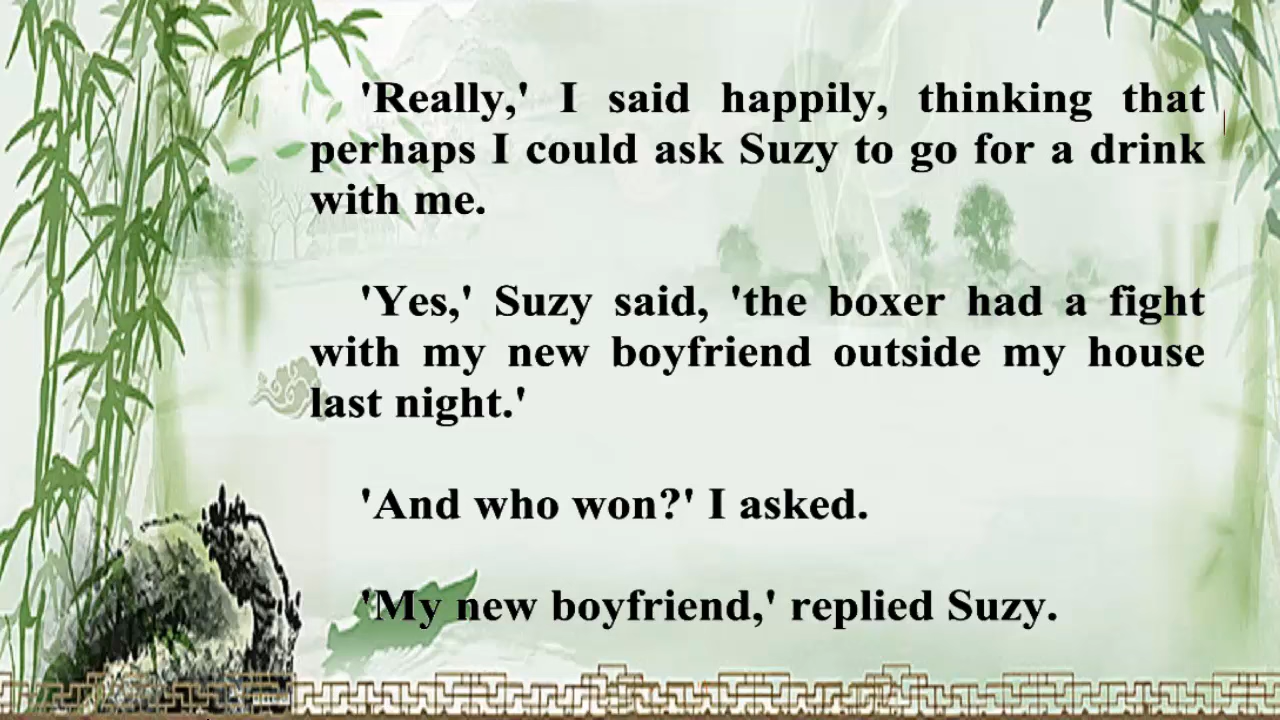 'Really,' I said happily, thinking that
perhaps I could ask Suzy to go for a drink
with me.
'Yes,' Suzy said, 'the boxer had a fight
with my new boyfriend outside my house
last night.'
'And who won?' I asked.
'My new boyfriend,' replied Suzy.